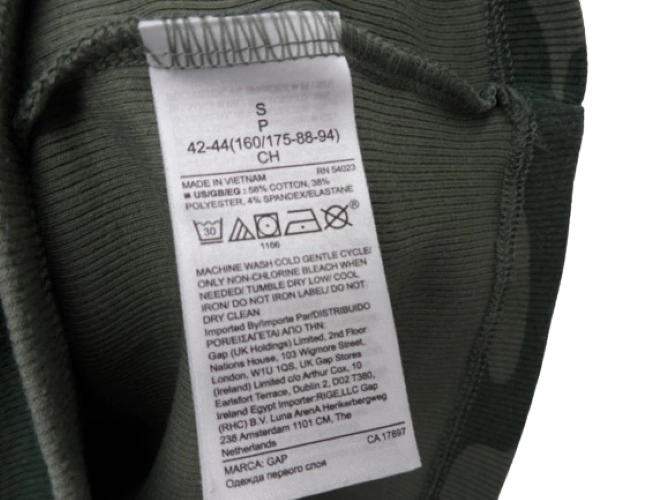 S
P
42-44(160/175-88-94)
CH
MADE IN VIETNAM RN 54023
US/GB/EG : 58% COTTON, 38%
POLYESTER, 4% SPANDEX/ELASTANE
30 ®
1166
MACHINE WASH COLD GENTLE CYCLE/
ONLY NON-CHLORINE BLEACH WHEN
NEEDED/ TUMBLE DRY LOW/ COOL
IRON/ DO NOT IRON LABEL/ DO NOT
DRY CLEAN
Imported By/Importe Par/DISTRIBUIDO
POR/ΕΙΣΑΓΕΤΑΙ ΑΠΟ ΤΗΝ:
Gap (UK Holdings) Limited, 2nd Floor
Nations House, 103 Wigmore Street,
London, W1U 1QS, UK Gap Stores
(Ireland) Limited c/o Arthur Cox, 10
Earlsfort Terrace, Dublin 2, D02 T380,
Ireland Egypt Importer:RIGE,LLC Gap
(RHC) B.V. Luna ArenA Herikerbergweg
238 Amsterdam 1101 CM, The
Netherlands CA 17897
MARCA: GAP
Одежда первого слоя